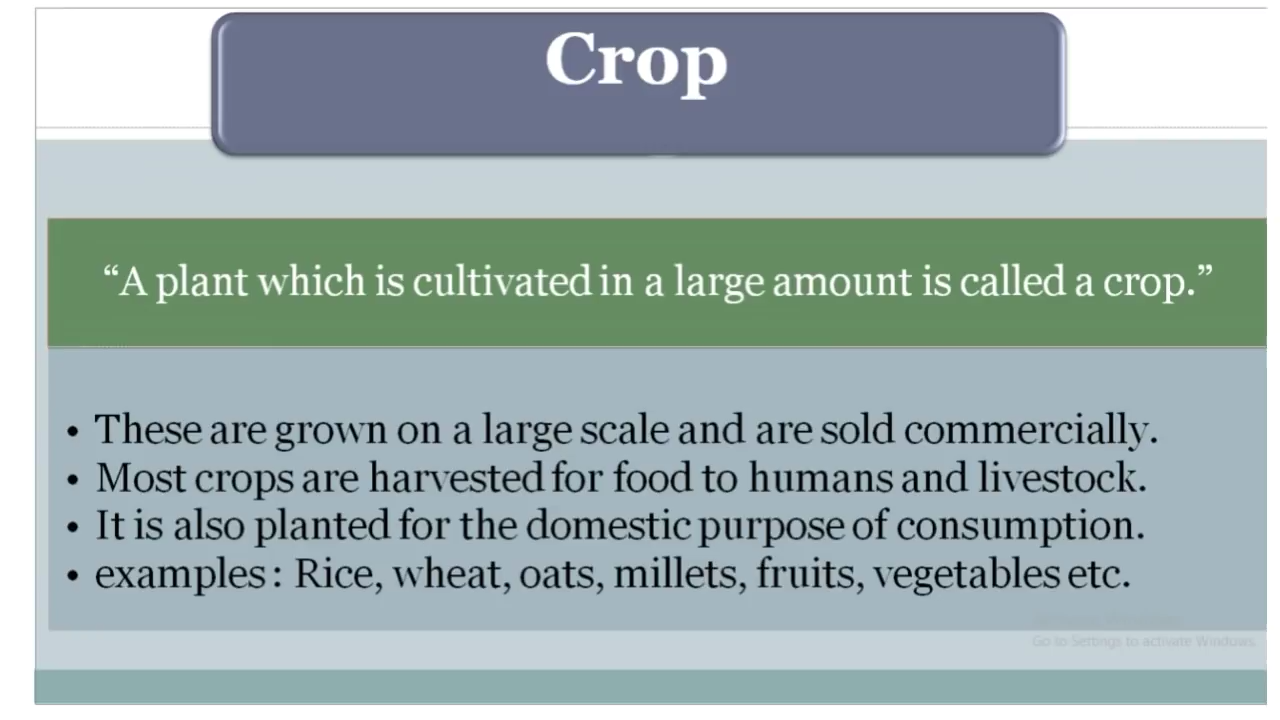 Crop
“A plant which is cultivated in a large amount is called a crop.”
• These are grown on a large scale and are sold commercially.
• Most crops are harvested for food to humans and livestock.
• It is also planted for the domestic purpose of consumption.
• examples: Rice, wheat, oats, millets, fruits, vegetables etc.
Go to Settings to activate Windows.